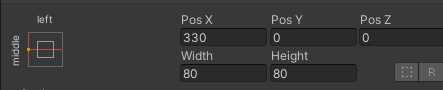 left
Pos X Pos Y Pos Z
middle
330 0 0
Width Height
80 80
R